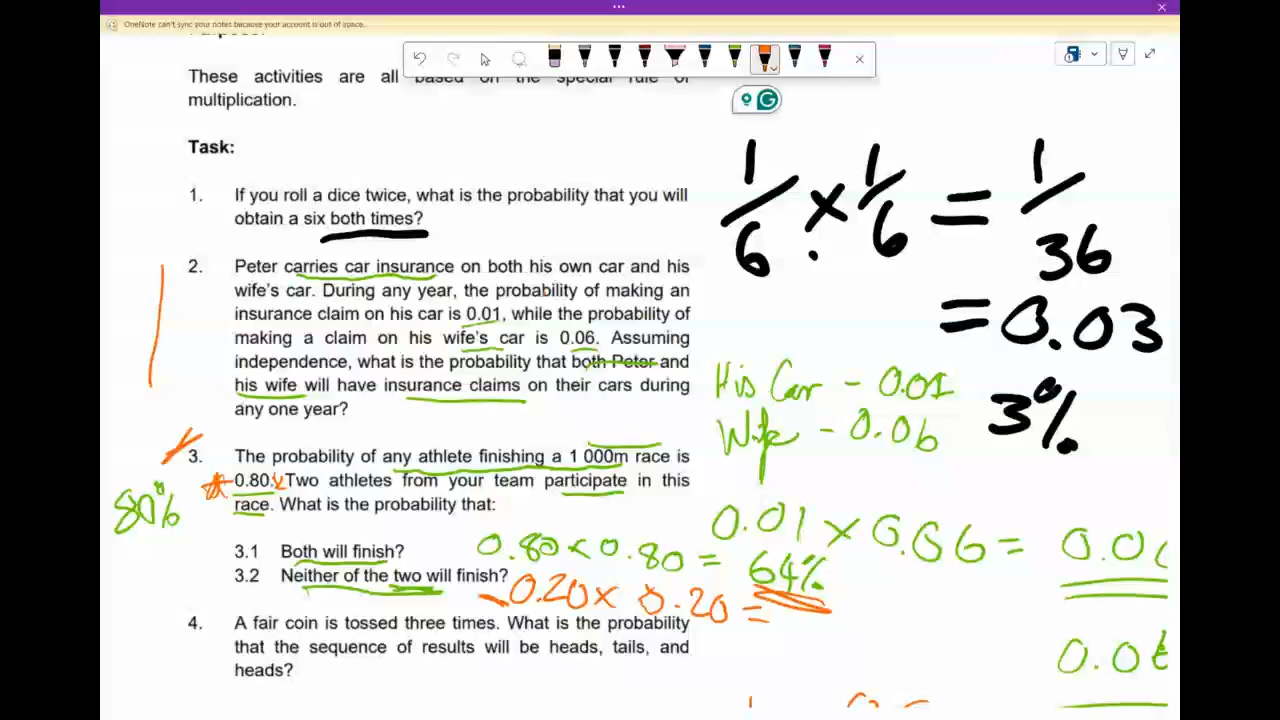 OneNote can't sync your notes because your account is out of space.
These activities are all based on the special rule of
multiplication.
Task:
1. If you roll a dice twice, what is the probability that you will
obtain a six both times?
2. Peter carries car insurance on both his own car and his
wife's car. During any year, the probability of making an
insurance claim on his car is 0.01, while the probability of
making a claim on his wife's car is 0.06. Assuming
independence, what is the probability that both Peter and
his wife will have insurance claims on their cars during
any one year?
3. The probability of any athlete finishing a 1 000m race is
0.80. Two athletes from your team participate in this
race. What is the probability that:
3.1 Both will finish?
3.2 Neither of the two will finish?
4. A fair coin is tossed three times. What is the probability
that the sequence of results will be heads, tails, and
heads?
80%
1/6 × 1/6 = 1/36
= 0.03
3%
His Car - 0.01
Wife - 0.06
0.01 × 0.06 =
0.80 × 0.80 = 64%
0.20 × 0.20 =